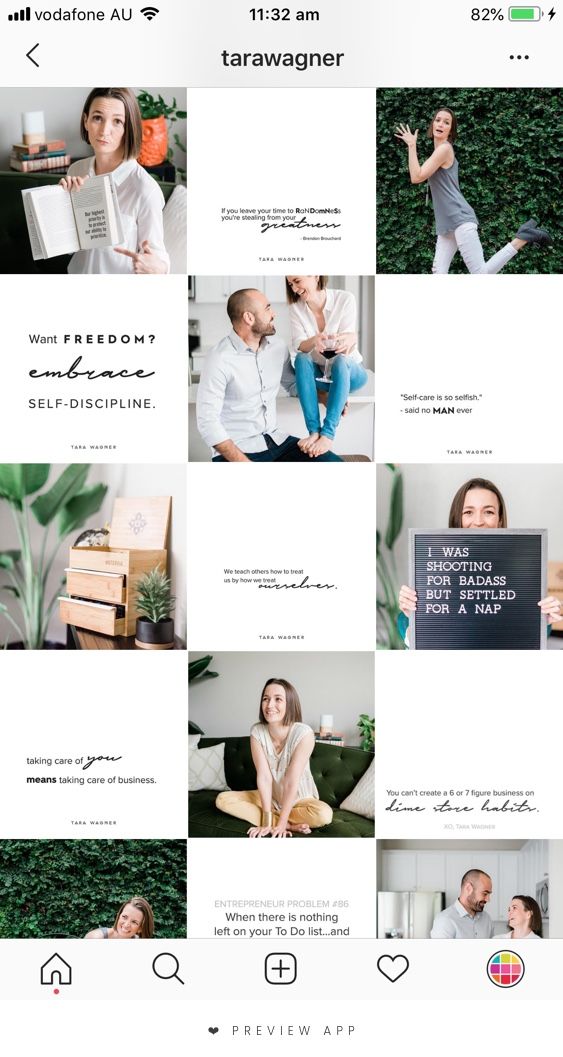 vodafone AU
11:32 am
82%
tarawagner
Our highest
priority is
to protect
our ability to
prioritize.
If you leave your time to RaNDomNeSs
you're stealing from your
greatness
- Brendon Brouchard
TARA WAGNER
Want FREEDOM?
embrace
SELF-DISCIPLINE.
TARA WAGNER
"Self-care is so selfish."
- said no MAN ever
TARA WAGNER
We teach others how to treat
us by how we treat
ourselves.
TARA WAGNER
I WAS
SHOOTING
FOR BADASS
BUT SETTLED
FOR A NAP
taking care of you
means taking care of business.
TARA WAGNER
You can't create a 6 or 7 figure business on
dime store habits.
XO, TARA WAGNER
ENTREPRENEUR PROBLEM #86
When there is nothing
left on your To Do list...and
PREVIEW APP